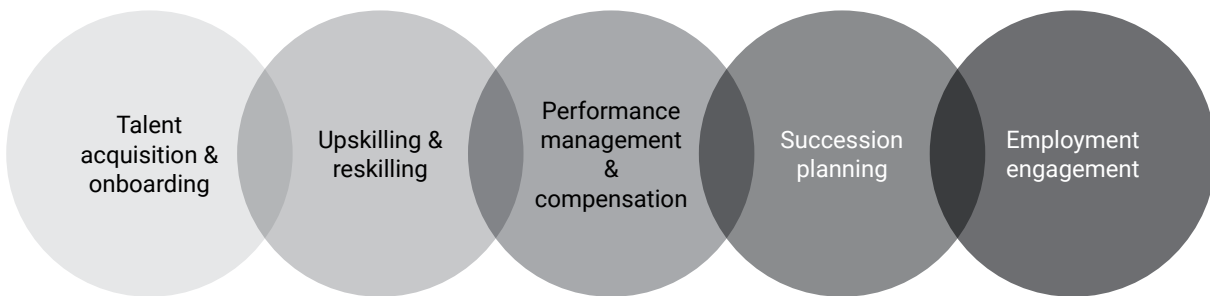 Talent
acquisition &
onboarding
Upskilling &
reskilling
Performance
management
&
compensation
Succession
planning
Employment
engagement